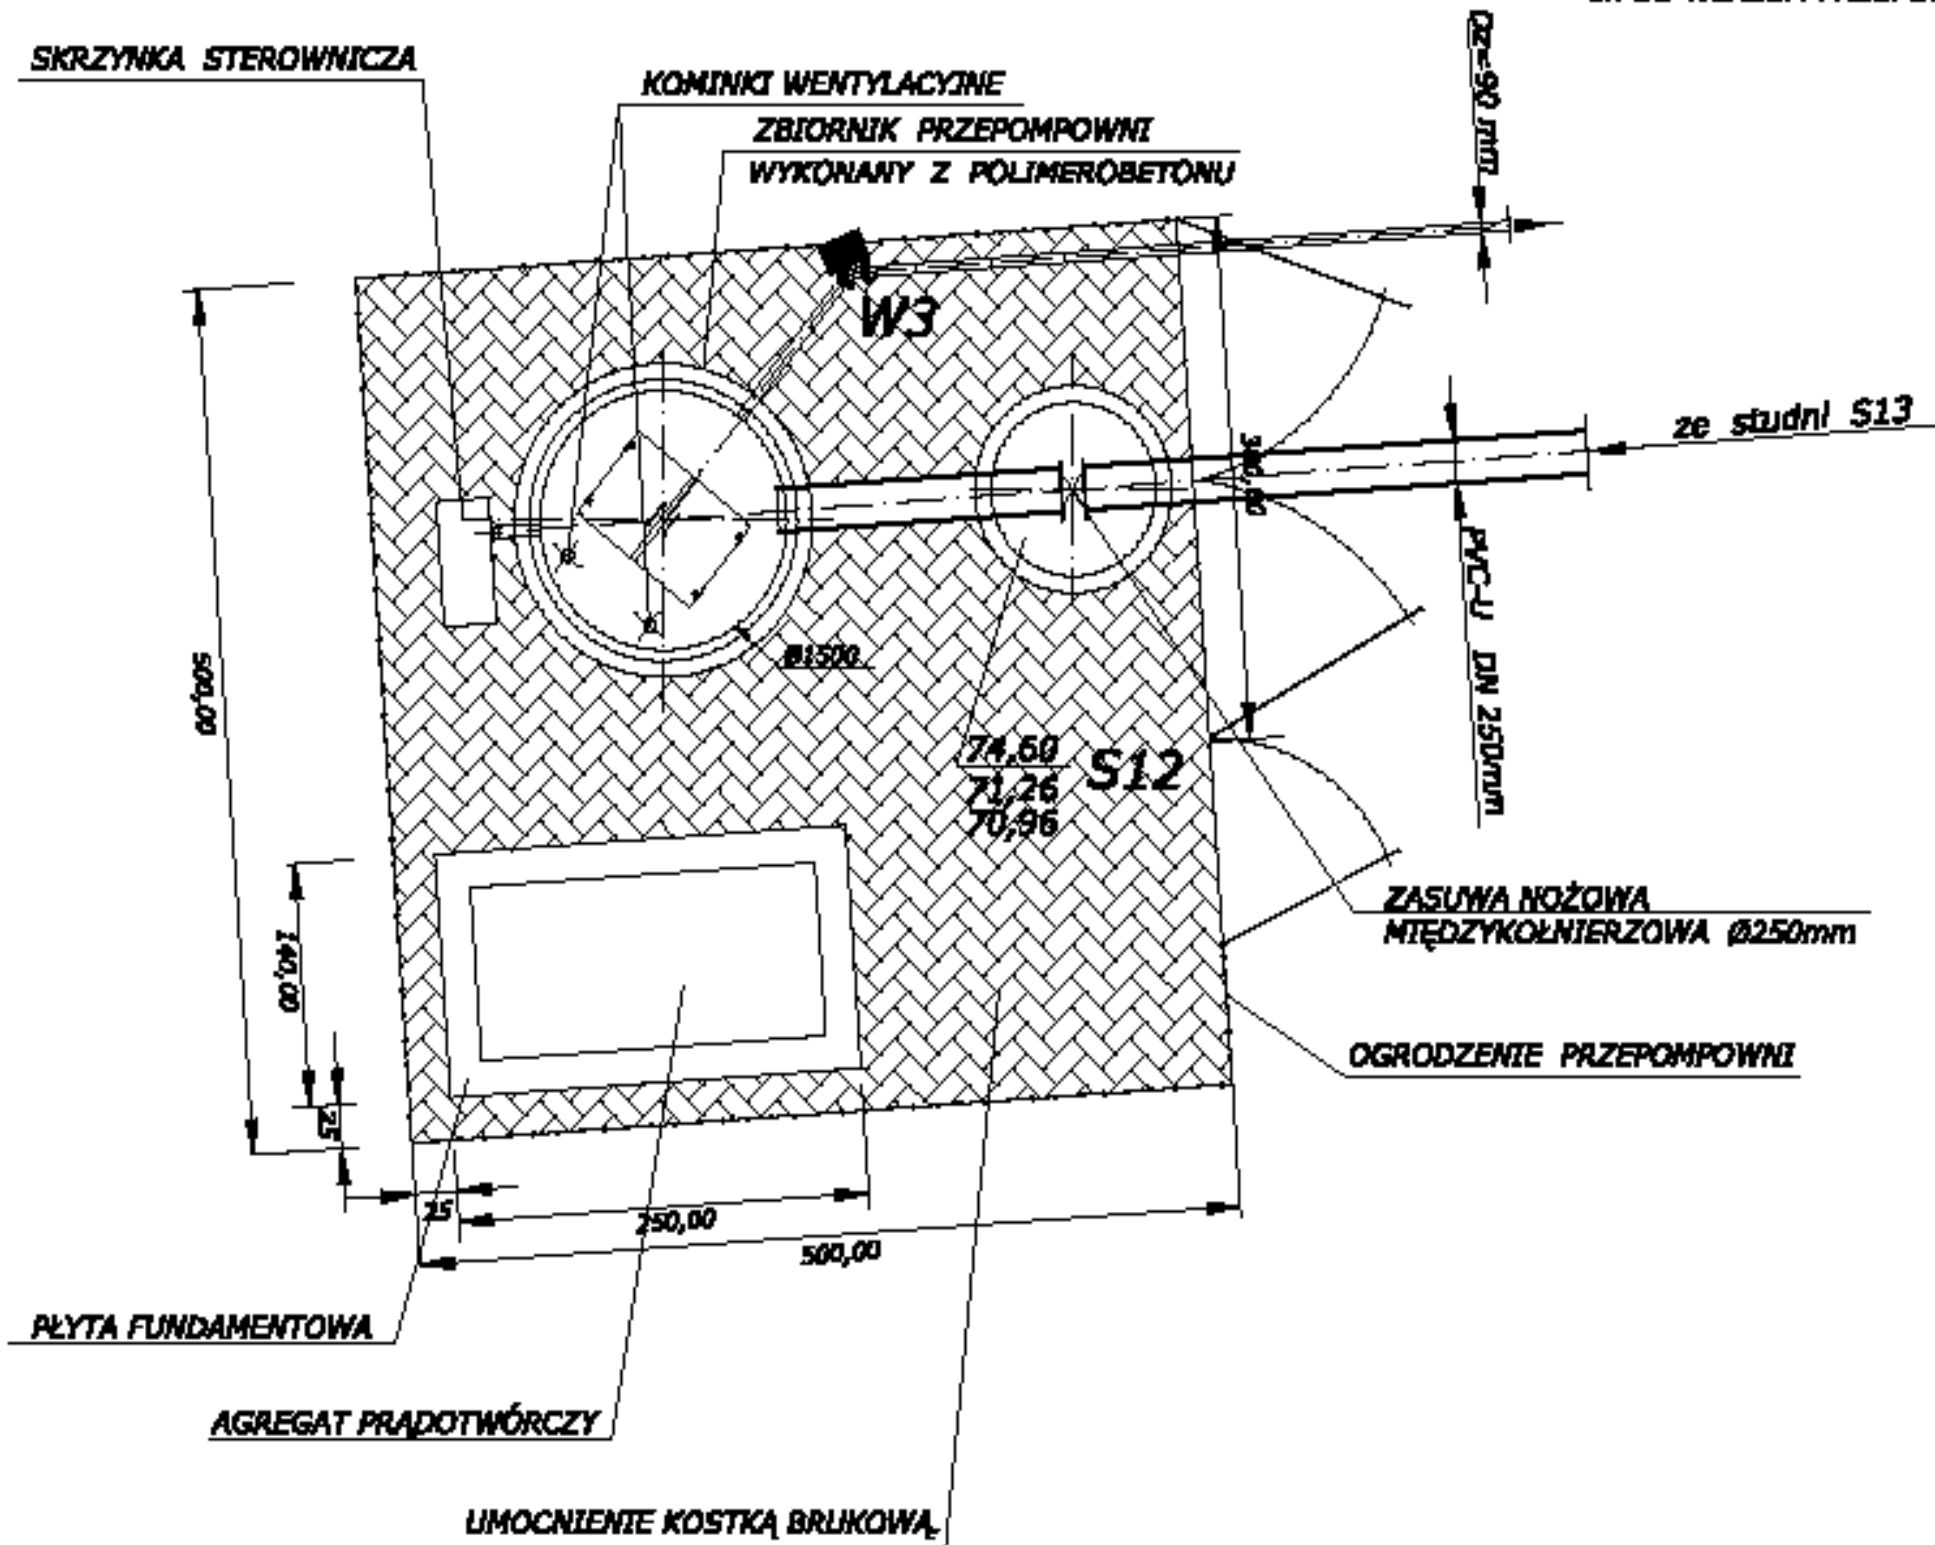 SKRZYNKA STEROWNICZA
KOMINKI WENTYLACYJNE
ZBIORNIK PRZEPOMPOWNI
WYKONANY Z POLIMEROBETONU
Dz=90 mm
W3
ze studni S13
PVC-U DN 250mm
Ø1500
500,00
74,60
71,26
70,96
S12
ZASUWA NOŻOWA
MIĘDZYKOŁNIERZOWA Ø250mm
140,00
25
OGRODZENIE PRZEPOMPOWNI
25
250,00
500,00
PŁYTA FUNDAMENTOWA
AGREGAT PRĄDOTWÓRCZY
UMOCNIENIE KOSTKĄ BRUKOWĄ